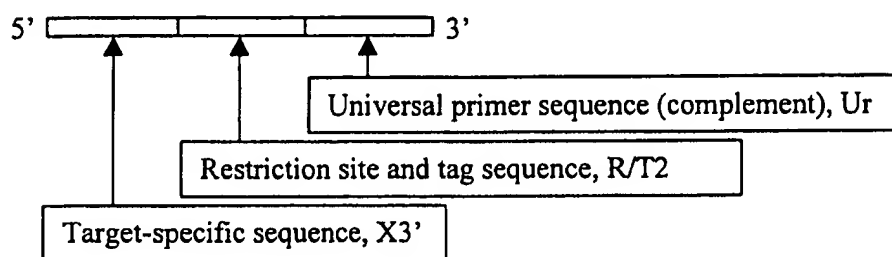 5’ 3’
Universal primer sequence (complement), Ur
Restriction site and tag sequence, R/T2
Target-specific sequence, X3’